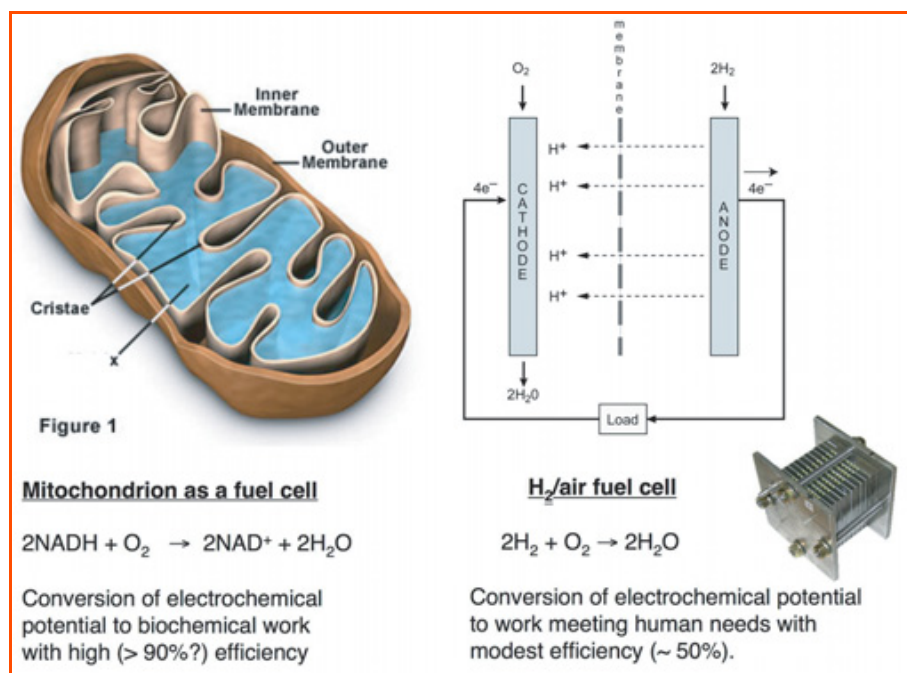 Inner
Membrane
Outer
Membrane
Cristae
x
Figure 1
membrane
O₂
2H₂
H⁺
H⁺
4e⁻
CATHODE
ANODE
4e⁻
H⁺
H⁺
2H₂0
Load
Mitochondrion as a fuel cell
2NADH + O₂ → 2NAD⁺ + 2H₂O
Conversion of electrochemical
potential to biochemical work
with high (> 90%?) efficiency
H₂/air fuel cell
2H₂ + O₂ → 2H₂O
Conversion of electrochemical potential
to work meeting human needs with
modest efficiency (~ 50%).